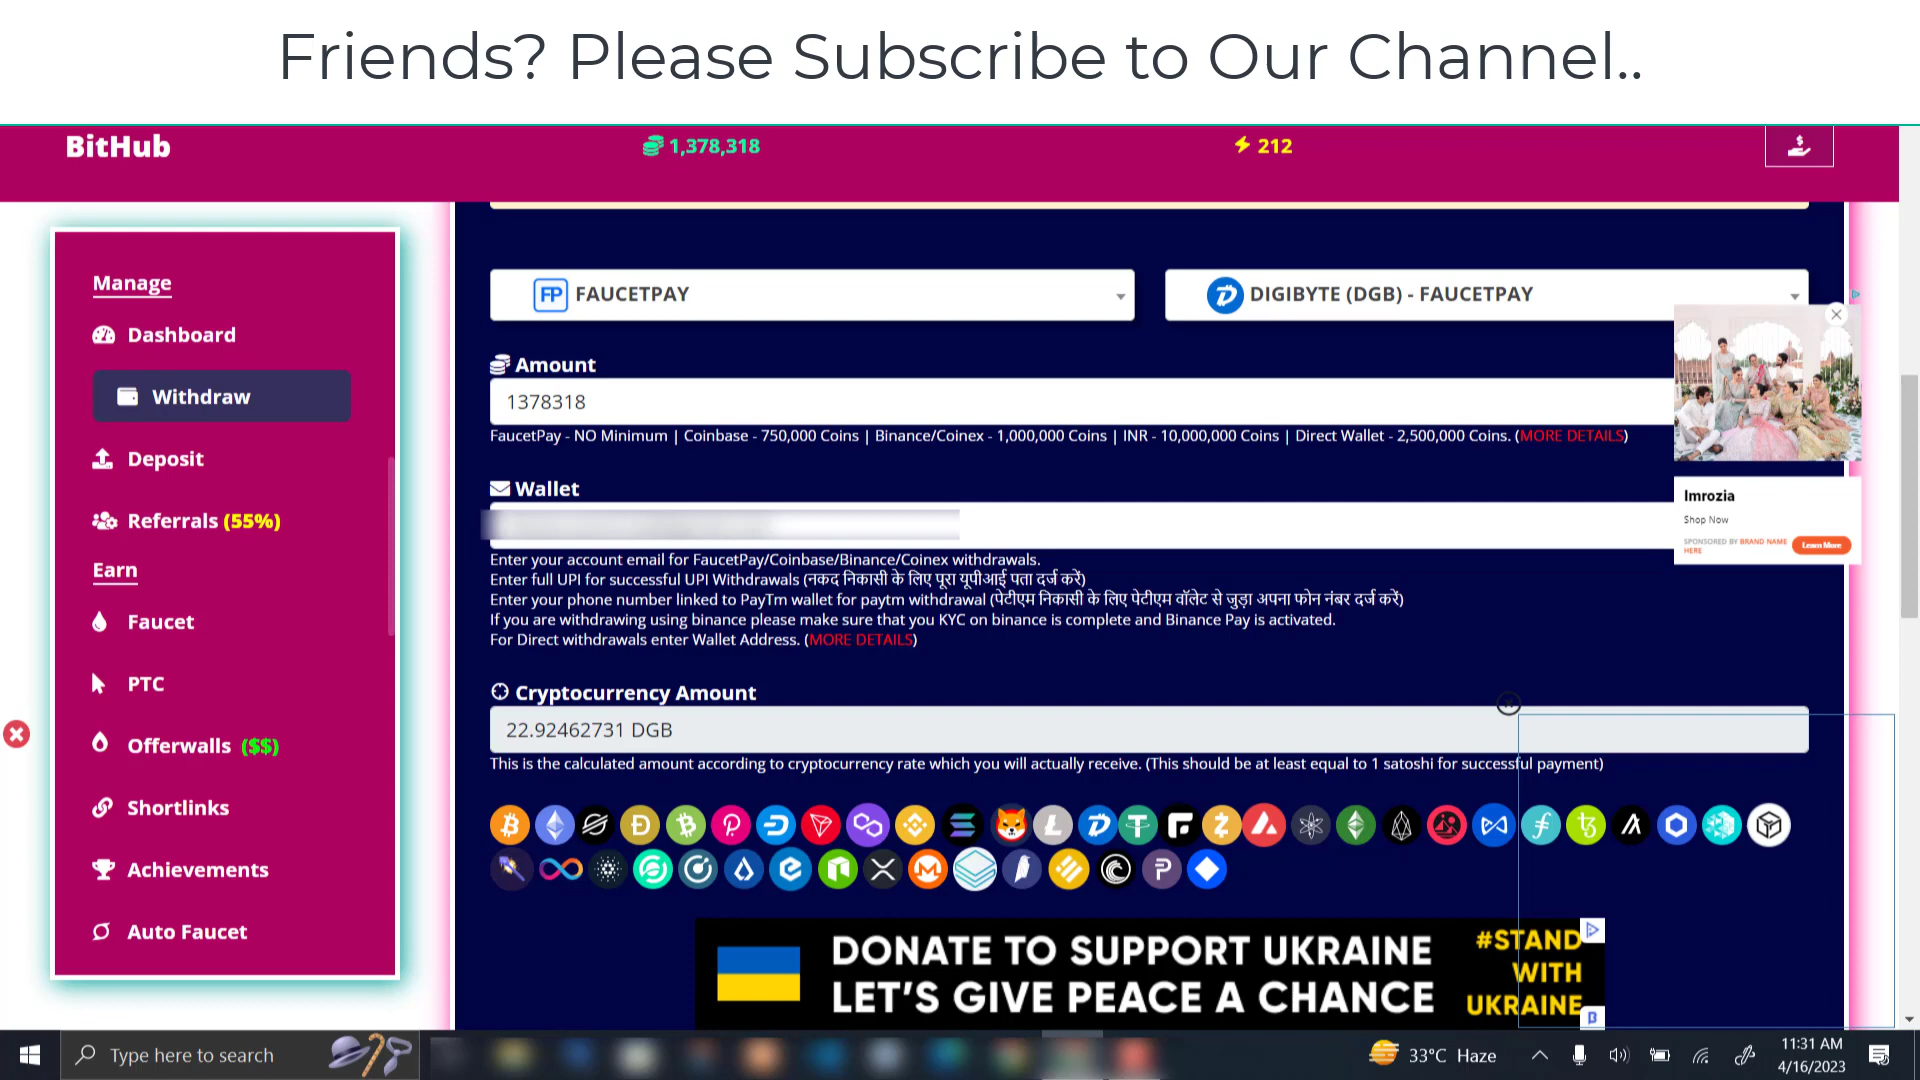 Friends? Please Subscribe to Our Channel..
BitHub
1,378,318
212
Manage
Dashboard
Withdraw
Deposit
Referrals (55%)
Earn
Faucet
PTC
Offerwalls ($$)
Shortlinks
Achievements
Auto Faucet
FP FAUCETPAY
DIGIBYTE (DGB) - FAUCETPAY
Amount
1378318
FaucetPay - NO Minimum | Coinbase - 750,000 Coins | Binance/Coinex - 1,000,000 Coins | INR - 10,000,000 Coins | Direct Wallet - 2,500,000 Coins. (MORE DETAILS)
Wallet
Enter your account email for FaucetPay/Coinbase/Binance/Coinex withdrawals.
Enter full UPI for successful UPI Withdrawals (नकद निकासी के लिए पूरा यूपीआई पता दर्ज करें)
Enter your phone number linked to PayTm wallet for paytm withdrawal (पेटीएम निकासी के लिए पेटीएम वॉलेट से जुड़ा अपना फोन नंबर दर्ज करें)
If you are withdrawing using binance please make sure that you KYC on binance is complete and Binance Pay is activated.
For Direct withdrawals enter Wallet Address. (MORE DETAILS)
Cryptocurrency Amount
22.92462731 DGB
This is the calculated amount according to cryptocurrency rate which you will actually receive. (This should be at least equal to 1 satoshi for successful payment)
Imrozia
Shop Now
SPONSORED BY BRAND NAME
HERE
Learn More
DONATE TO SUPPORT UKRAINE
LET'S GIVE PEACE A CHANCE
#STAND
WITH
UKRAINE
Type here to search
33°C Haze
11:31 AM
4/16/2023